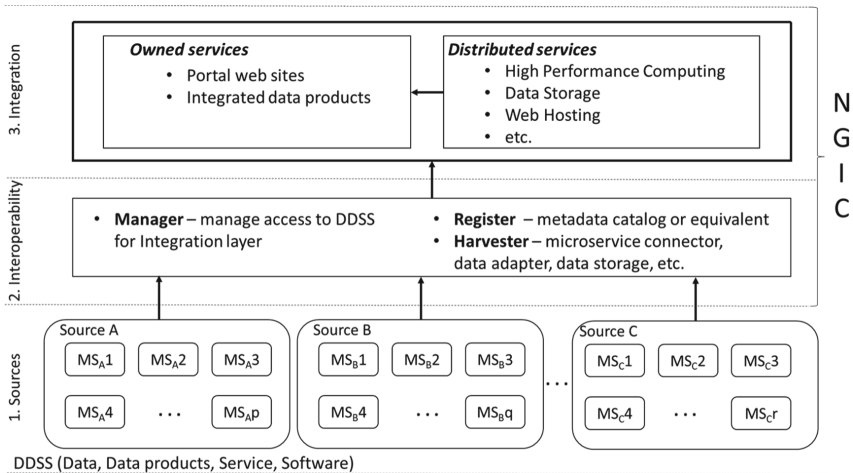 3. Integration
Owned services
• Portal web sites
• Integrated data products
Distributed services
• High Performance Computing
• Data Storage
• Web Hosting
• etc.
N
G
I
C
2. Interoperability
• Manager – manage access to DDSS
for Integration layer
• Register – metadata catalog or equivalent
• Harvester – microservice connector,
data adapter, data storage, etc.
1. Sources
Source A
MSA1 MSA2 MSA3
MSA4 ... MSAp
Source B
MSB1 MSB2 MSB3
MSB4 ... MSBq
...
Source C
MSC1 MSC2 MSC3
MSC4 ... MSCr
DDSS (Data, Data products, Service, Software)